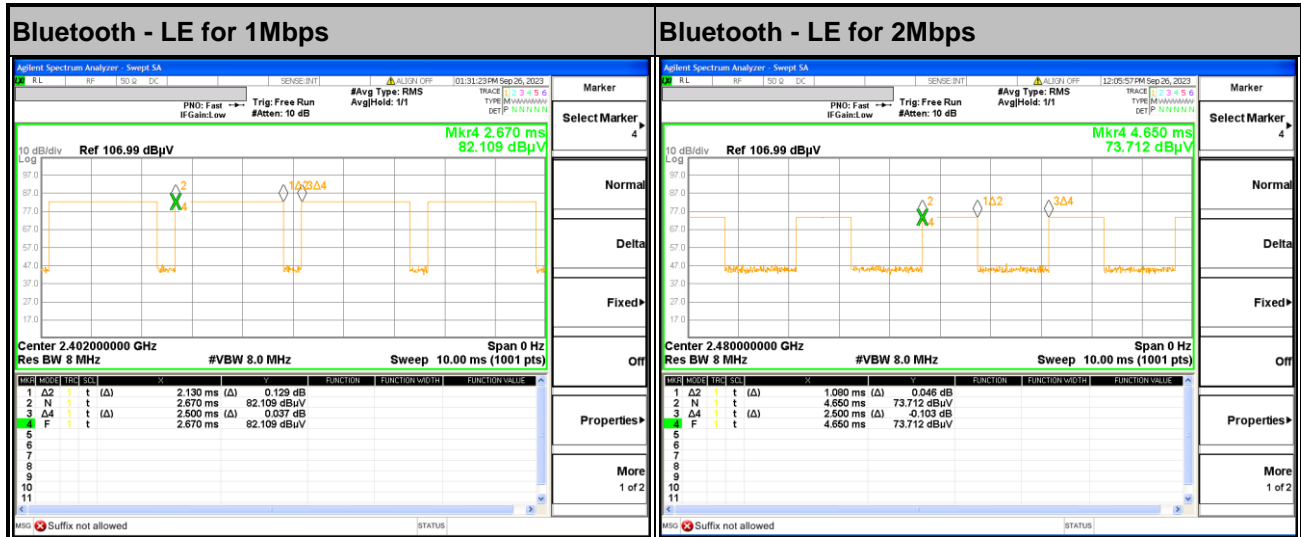 Bluetooth - LE for 1Mbps
Agilent Spectrum Analyzer - Swept SA
RL RF 50 Ω DC SENSE:INT ALIGN OFF 01:31:23 PM Sep 26, 2023
#Avg Type: RMS TRACE 1 2 3 4 5 6
PNO: Fast Trig: Free Run Avg|Hold: 1/1 TYPE
IFGain:Low #Atten: 10 dB DET P N N N N N
Mkr4 2.670 ms
82.109 dBµV
10 dB/div Ref 106.99 dBµV
Log
97.0
87.0
77.0
67.0
57.0
47.0
37.0
27.0
17.0
2
4
1Δ2
3Δ4
Center 2.402000000 GHz Span 0 Hz
Res BW 8 MHz #VBW 8.0 MHz Sweep 10.00 ms (1001 pts)
MKR MODE TRC SCL X Y FUNCTION FUNCTION WIDTH FUNCTION VALUE
1 Δ2 1 t (Δ) 2.130 ms (Δ) 0.129 dB
2 N 1 t 2.670 ms 82.109 dBµV
3 Δ4 1 t (Δ) 2.500 ms (Δ) 0.037 dB
4 F 1 t 2.670 ms 82.109 dBµV
5
6
7
8
9
10
11
MSG Suffix not allowed STATUS
Marker
Select Marker
4
Normal
Delta
Fixed
Off
Properties
More
1 of 2
Bluetooth - LE for 2Mbps
Agilent Spectrum Analyzer - Swept SA
RL RF 50 Ω DC SENSE:INT ALIGN OFF 12:05:57 PM Sep 26, 2023
#Avg Type: RMS TRACE 1 2 3 4 5 6
PNO: Fast Trig: Free Run Avg|Hold: 1/1 TYPE
IFGain:Low #Atten: 10 dB DET P N N N N N
Mkr4 4.650 ms
73.712 dBµV
10 dB/div Ref 106.99 dBµV
Log
97.0
87.0
77.0
67.0
57.0
47.0
37.0
27.0
17.0
2
4
1Δ2
3Δ4
Center 2.480000000 GHz Span 0 Hz
Res BW 8 MHz #VBW 8.0 MHz Sweep 10.00 ms (1001 pts)
MKR MODE TRC SCL X Y FUNCTION FUNCTION WIDTH FUNCTION VALUE
1 Δ2 1 t (Δ) 1.080 ms (Δ) 0.046 dB
2 N 1 t 4.650 ms 73.712 dBµV
3 Δ4 1 t (Δ) 2.500 ms (Δ) -0.103 dB
4 F 1 t 4.650 ms 73.712 dBµV
5
6
7
8
9
10
11
MSG Suffix not allowed STATUS
Marker
Select Marker
4
Normal
Delta
Fixed
Off
Properties
More
1 of 2